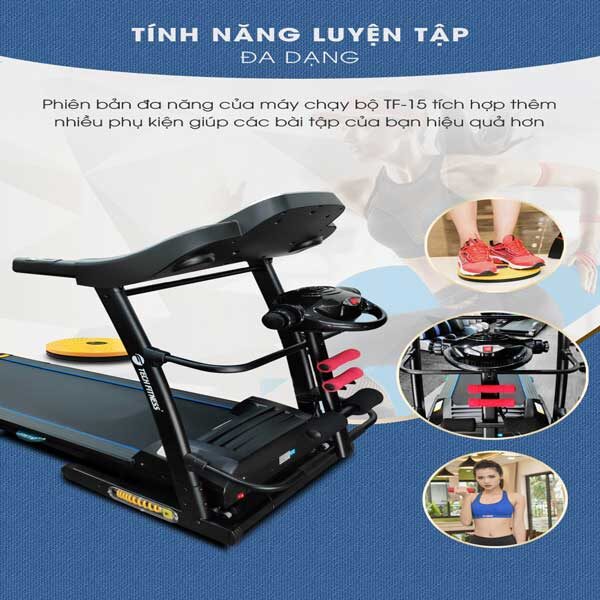 TÍNH NĂNG LUYỆN TẬP
ĐA DẠNG
Phiên bản đa năng của máy chạy bộ TF-15 tích hợp thêm
nhiều phụ kiện giúp các bài tập của bạn hiệu quả hơn
TECH FITNESS